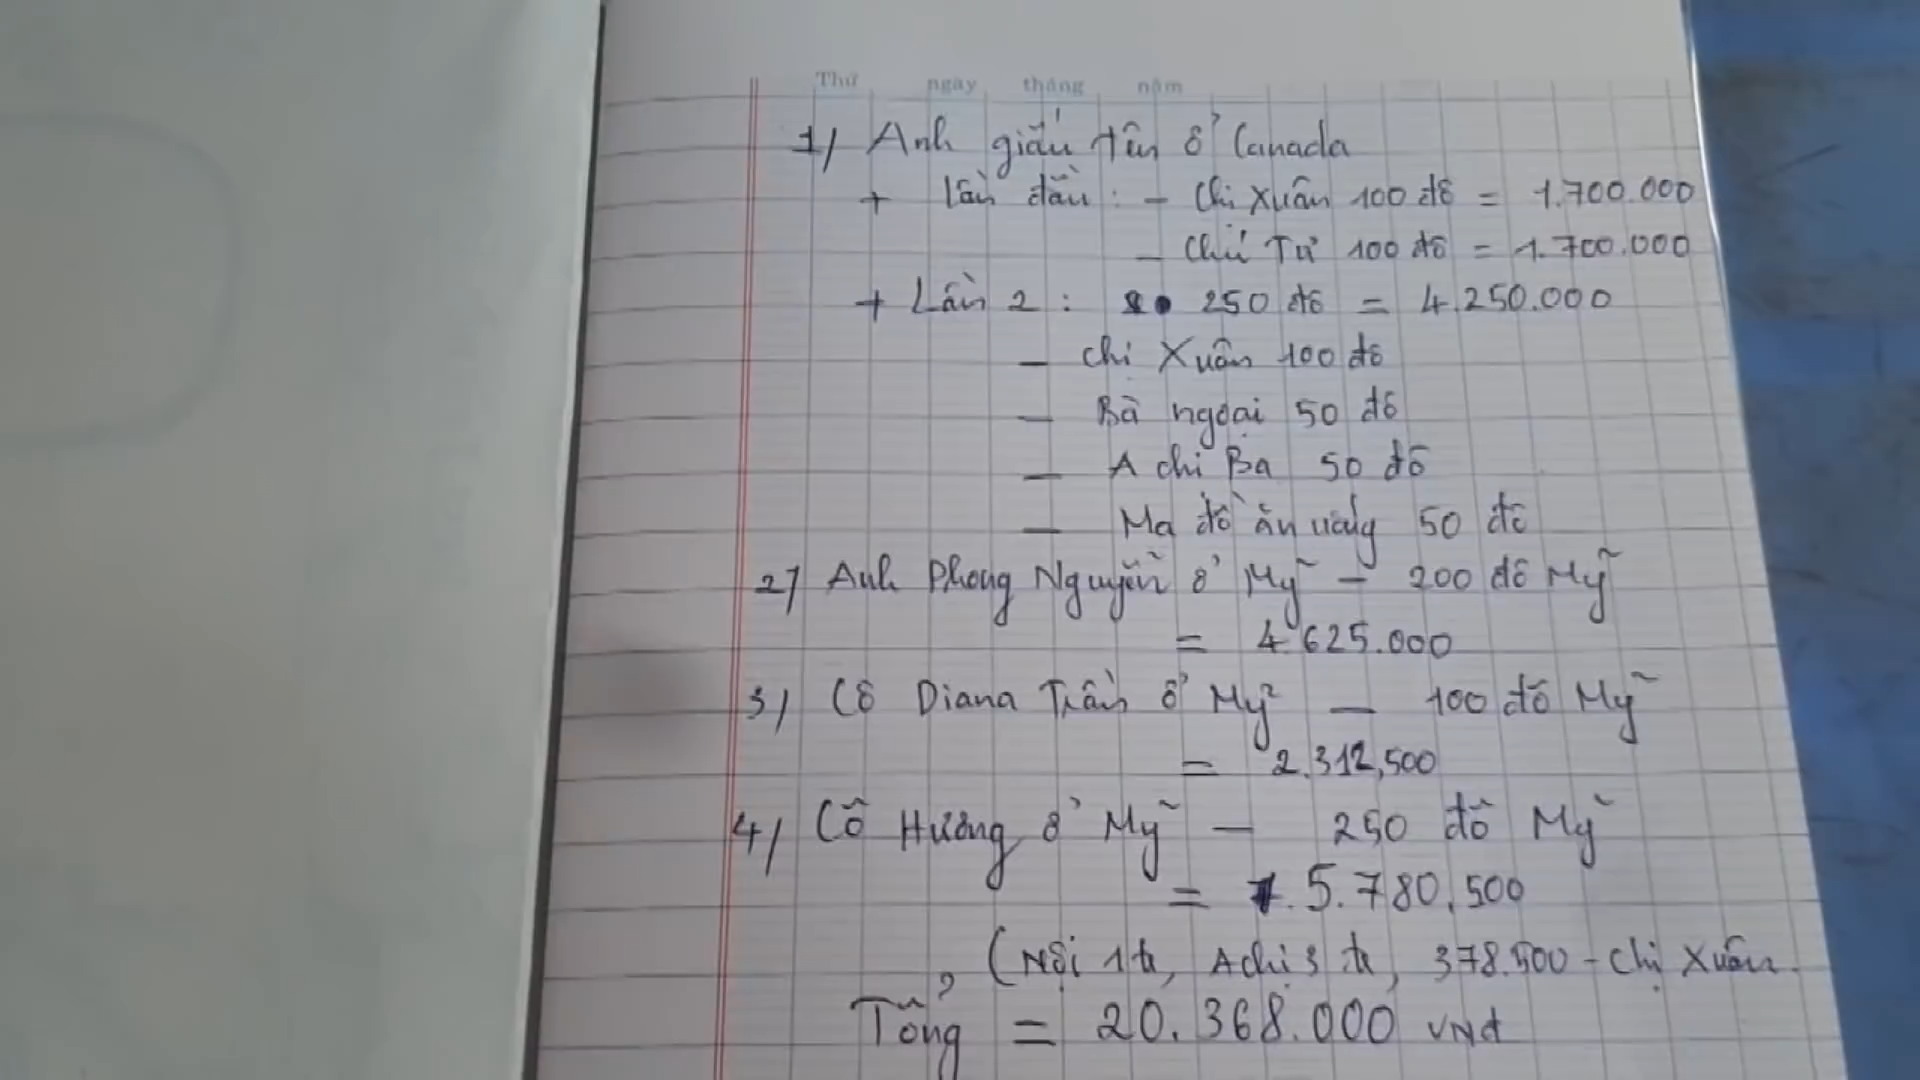 Thứ ngày tháng năm
1/ Anh giấu tên ở Canada
+ Lần đầu : - Chị Xuân 100 đô = 1.700.000
- Chú Tư 100 đô = 1.700.000
+ Lần 2 : 250 đô = 4.250.000
- Chị Xuân 100 đô
- Bà ngoại 50 đô
- A chị Ba 50 đô
- Mua đồ ăn uống 50 đô
2/ Anh Phong Nguyễn ở Mỹ - 200 đô Mỹ
= 4.625.000
3/ Cô Diana Trần ở Mỹ - 100 đô Mỹ
= 2.312,500
4/ Cô Hương ở Mỹ - 250 đô Mỹ
= 5.780,500
(Nội 1tr, A chị 3 tr, 378.500 - Chị Xuân
Tổng = 20.368.000 VNđ